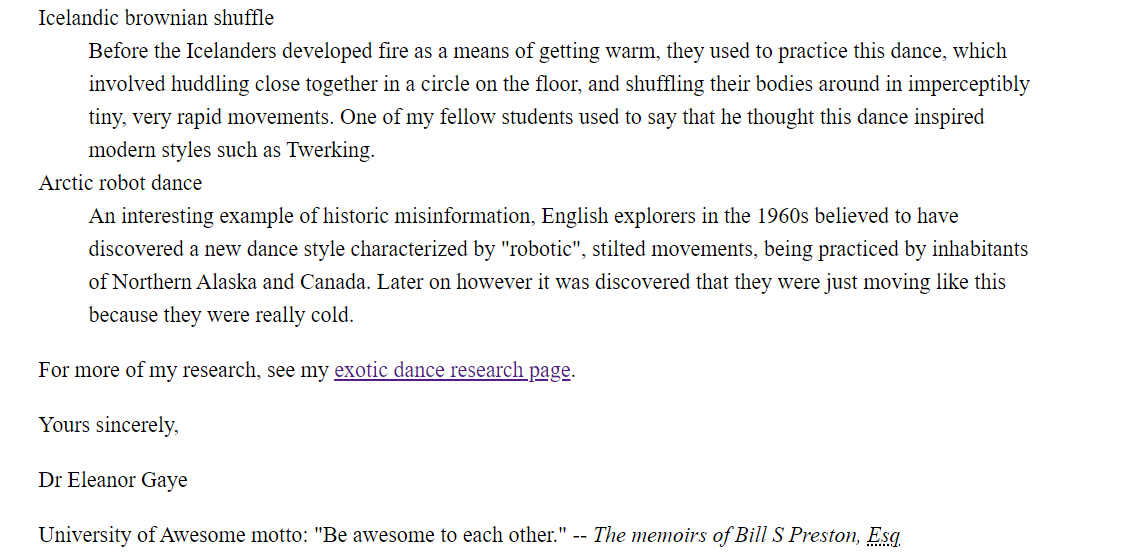 Icelandic brownian shuffle
Before the Icelanders developed fire as a means of getting warm, they used to practice this dance, which
involved huddling close together in a circle on the floor, and shuffling their bodies around in imperceptibly
tiny, very rapid movements. One of my fellow students used to say that he thought this dance inspired
modern styles such as Twerking.
Arctic robot dance
An interesting example of historic misinformation, English explorers in the 1960s believed to have
discovered a new dance style characterized by "robotic", stilted movements, being practiced by inhabitants
of Northern Alaska and Canada. Later on however it was discovered that they were just moving like this
because they were really cold.
For more of my research, see my exotic dance research page.
Yours sincerely,
Dr Eleanor Gaye
University of Awesome motto: "Be awesome to each other." -- The memoirs of Bill S Preston, Esq